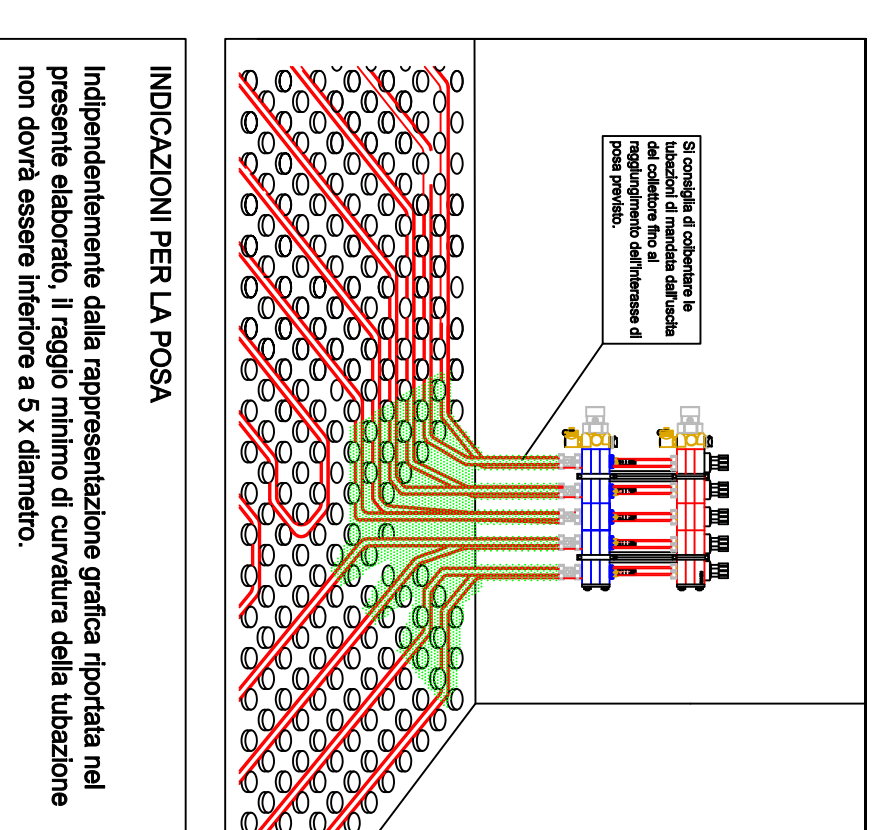 Si consiglia di coibentare le
tubazioni di mandata dall'uscita
del collettore fino al
raggiungimento dell'interasse di
posa previsto.
INDICAZIONI PER LA POSA
Indipendentemente dalla rappresentazione grafica riportata nel
presente elaborato, il raggio minimo di curvatura della tubazione
non dovrà essere inferiore a 5 x diametro.